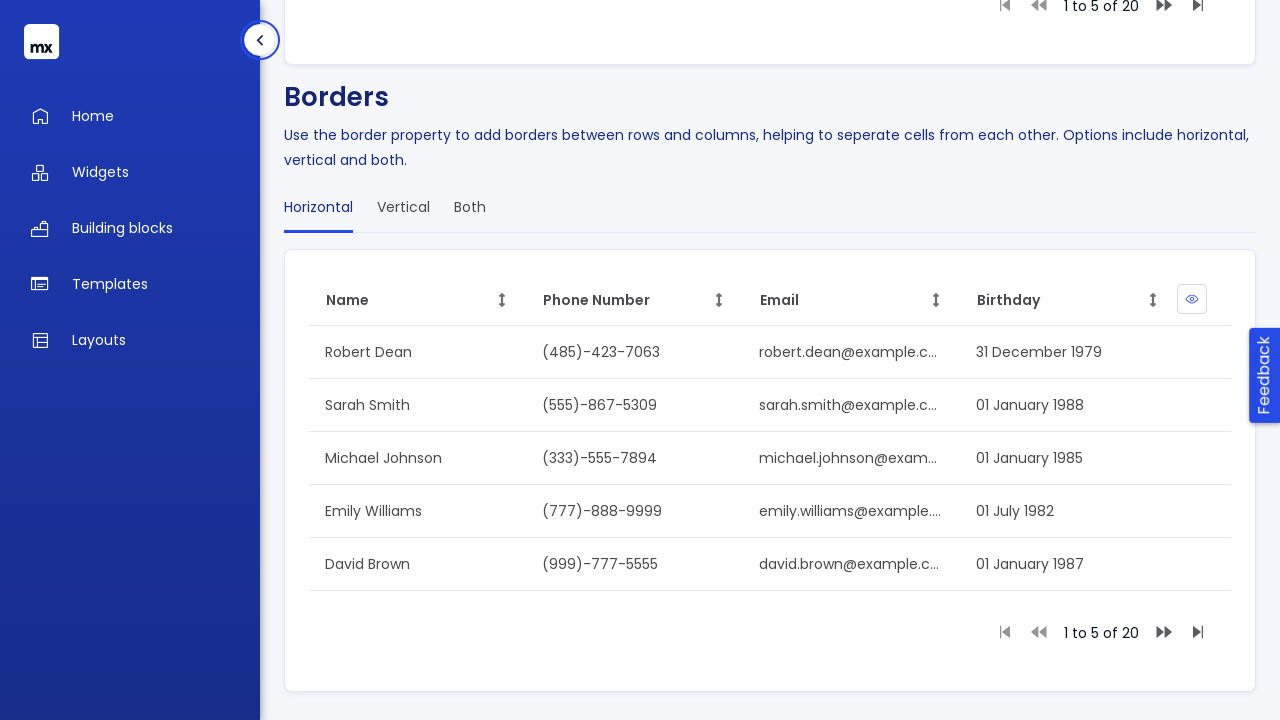 1 to 5 of 20
mx
Home
Widgets
Building blocks
Templates
Layouts
Borders
Use the border property to add borders between rows and columns, helping to seperate cells from each other. Options include horizontal,
vertical and both.
Horizontal Vertical Both
Name Phone Number Email Birthday
Robert Dean (485)-423-7063 robert.dean@example.c... 31 December 1979
Sarah Smith (555)-867-5309 sarah.smith@example.c... 01 January 1988
Michael Johnson (333)-555-7894 michael.johnson@exam... 01 January 1985
Emily Williams (777)-888-9999 emily.williams@example.... 01 July 1982
David Brown (999)-777-5555 david.brown@example.c... 01 January 1987
1 to 5 of 20
Feedback